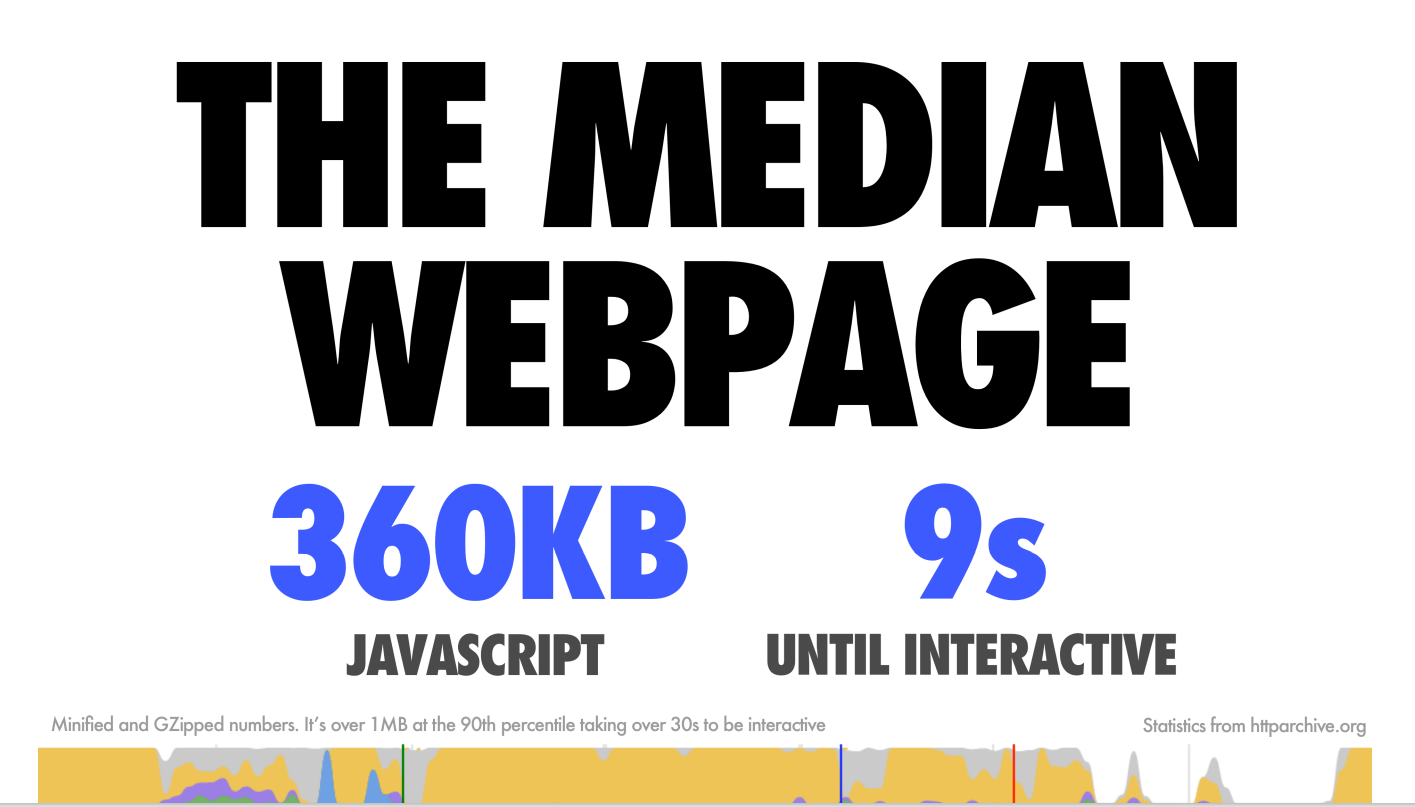 THE MEDIAN
WEBPAGE
360KB 9s
JAVASCRIPT UNTIL INTERACTIVE
Minified and GZipped numbers. It’s over 1MB at the 90th percentile taking over 30s to be interactive
Statistics from httparchive.org